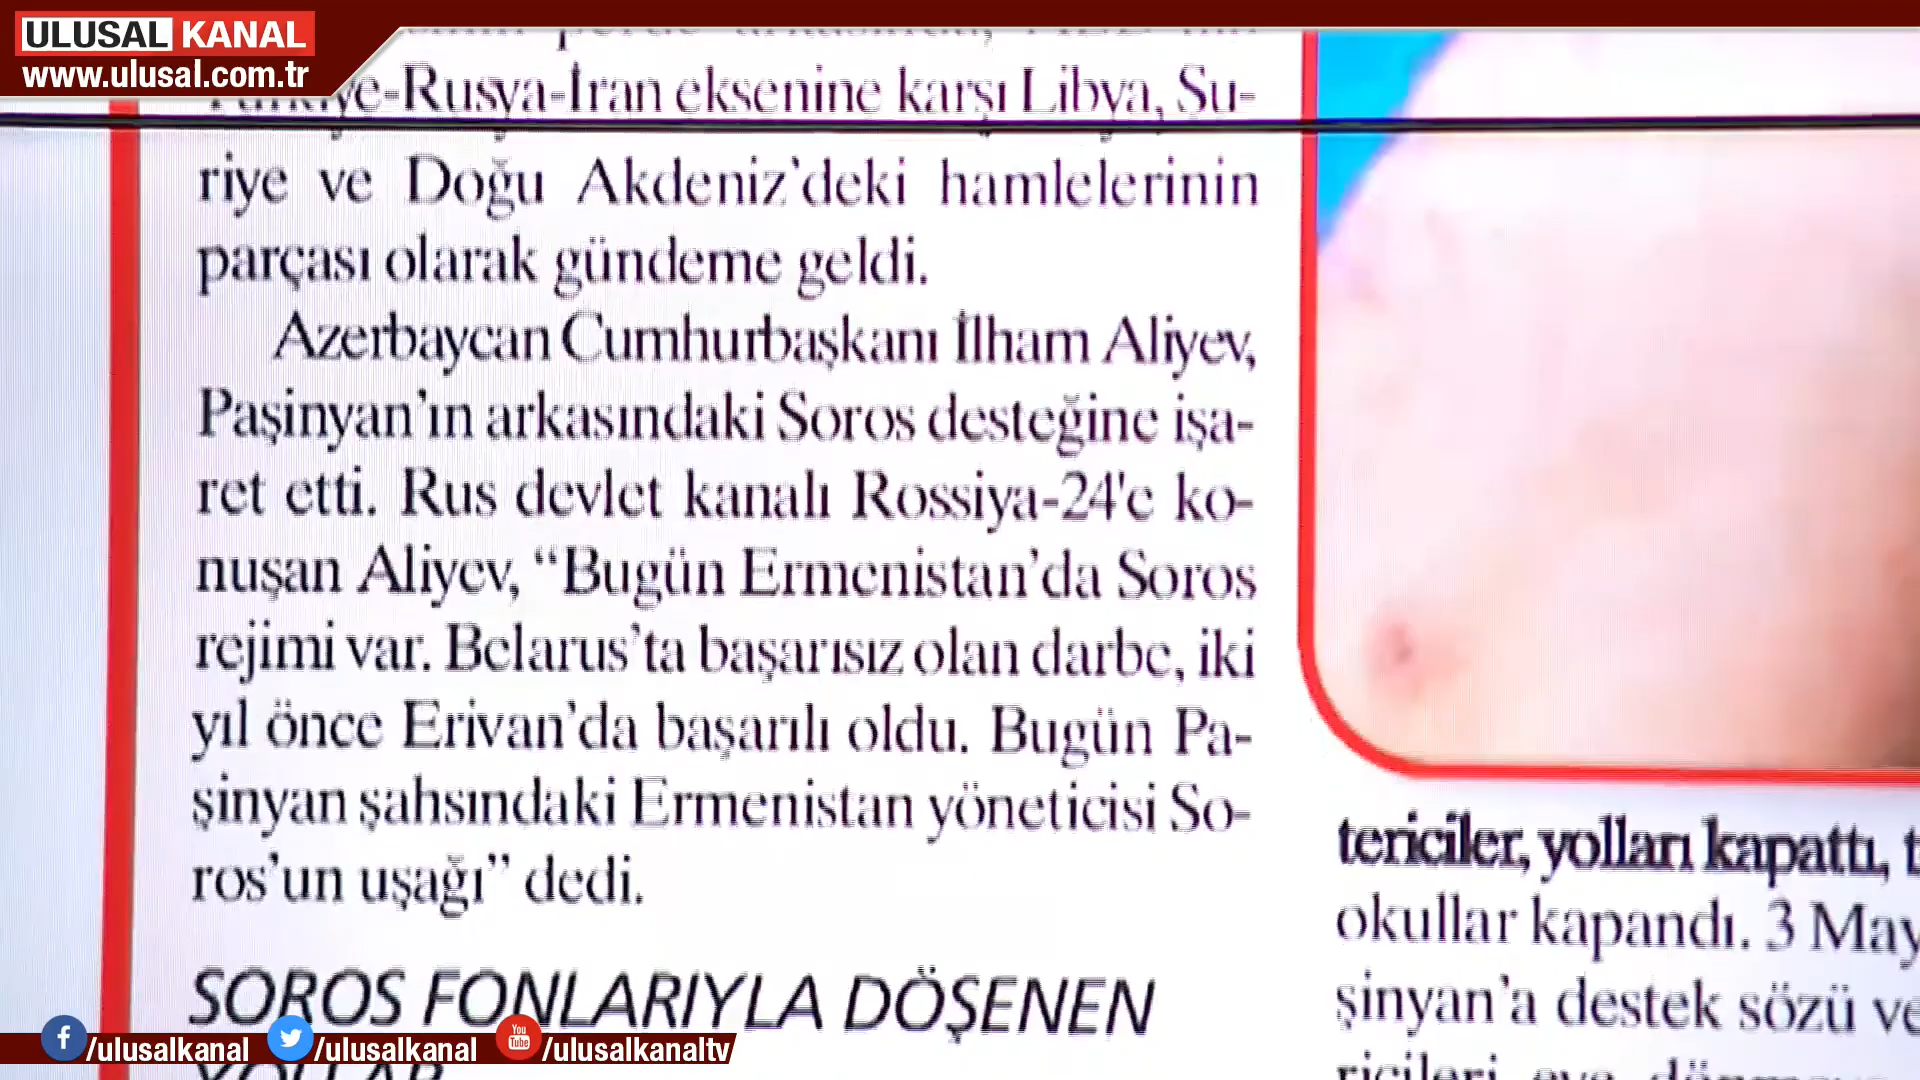 ULUSAL KANAL
www.ulusal.com.tr
Türkiye-Rusya-İran eksenine karşı Libya, Su-
riye ve Doğu Akdeniz'deki hamlelerinin
parçası olarak gündeme geldi.
Azerbaycan Cumhurbaşkanı İlham Aliyev,
Paşinyan'ın arkasındaki Soros desteğine işa-
ret etti. Rus devlet kanalı Rossiya-24'e ko-
nuşan Aliyev, “Bugün Ermenistan'da Soros
rejimi var. Belarus'ta başarısız olan darbe, iki
yıl önce Erivan'da başarılı oldu. Bugün Pa-
şinyan şahsındaki Ermenistan yöneticisi So-
ros'un uşağı” dedi.
SOROS FONLARIYLA DÖŞENEN
YOLLAR
tericiler, yolları kapattı,
okullar kapandı. 3 May
şinyan'a destek sözü
/ulusalkanal
/ulusalkanal
You Tube
/ulusalkanaltv